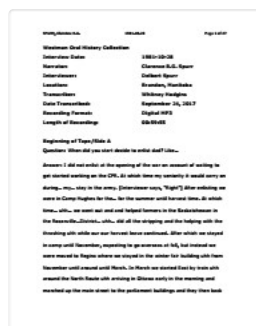 Westman Oral History Collection
Interview Date: 1981-10-28
Narrator: Clarence R.G. Spurr
Interviewer: Delbert Spurr
Location: Brandon, Manitoba
Transcriber: Whitney Hodgins
Date Transcribed: September 26, 2017
Recording Format: Digital MP3
Length of Recording:
Beginning of Tape/Side A
Question: When did you start decide to enlist dad? Like...
Answer: I did not enlist at the opening of the war on account of waiting to
get started working on the CPR. At which time my seniority it would carry on
during... my... stay in the army. [Interviewer says, "Right"] After enlisting we
were in Camp Hughes for the... for the summer until harvest time. At which
time... uhh... we went out and and helped farmers in the Saskatchewan in
the District... uhh... did all the stripping and the helping with the
threshing uhh while our our harvest leave continued. After which we stayed
in camp until November, expecting to go overseas at fall, but instead we
were moved to Regina where we stayed in the winter fair building uhh from
November until around until March. In March we started East by train uhh
around the North Route uhh arriving in Ottawa early in the morning and
marched up the main street to the parliament buildings and they then back